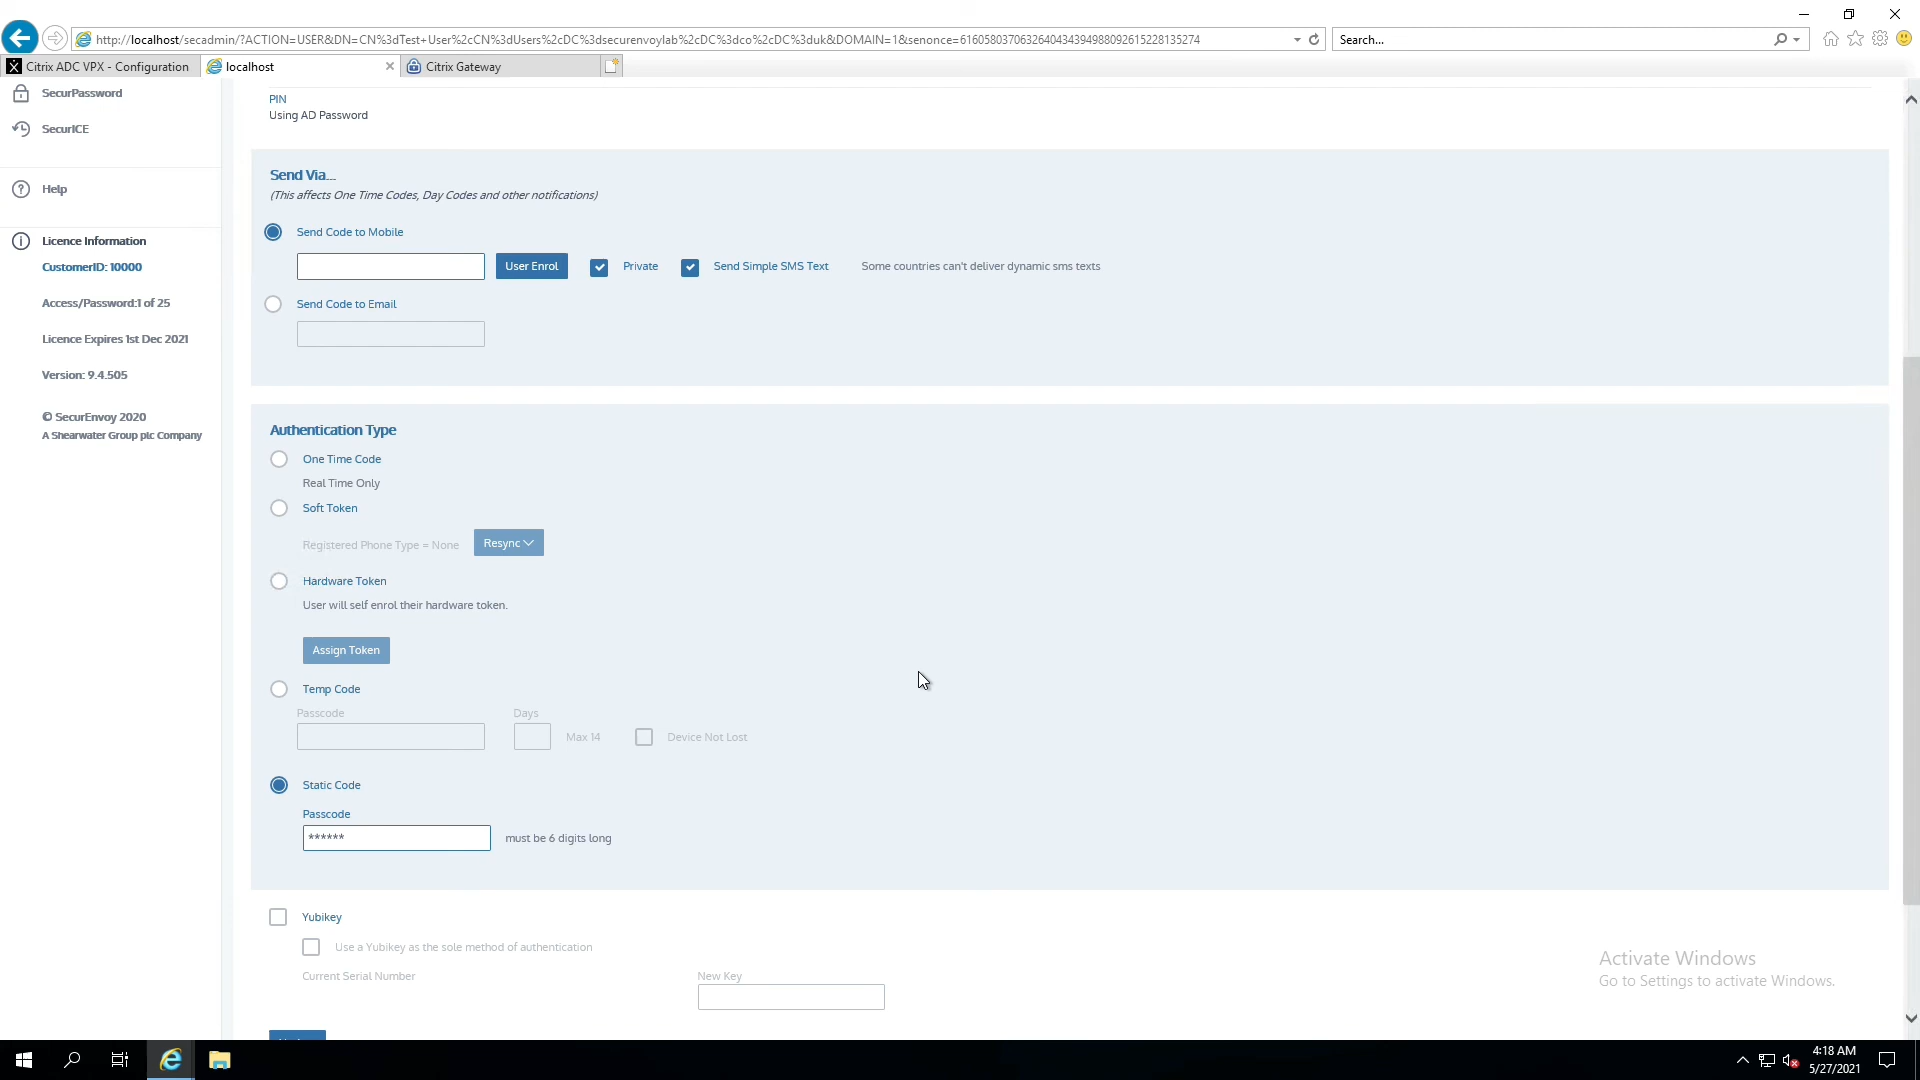 http://localhost/secadmin/?ACTION=USER&DN=CN%3dTest+User%2cCN%3dUsers%2cDC%3dsecurenvoylab%2cDC%3dco%2cDC%3duk&DOMAIN=1&senonce=6160580370632640434394988092615228135274
Search...
Citrix ADC VPX - Configuration
localhost
Citrix Gateway
SecurPassword
SecurICE
Help
Licence Information
CustomerID: 10000
Access/Password:1 of 25
Licence Expires 1st Dec 2021
Version: 9.4.505
© SecurEnvoy 2020
A Shearwater Group plc Company
PIN
Using AD Password
Send Via...
(This affects One Time Codes, Day Codes and other notifications)
Send Code to Mobile
User Enrol
Private
Send Simple SMS Text
Some countries can't deliver dynamic sms texts
Send Code to Email
Authentication Type
One Time Code
Real Time Only
Soft Token
Registered Phone Type = None
Resync
Hardware Token
User will self enrol their hardware token.
Assign Token
Temp Code
Passcode
Days
Max 14
Device Not Lost
Static Code
Passcode
******
must be 6 digits long
Yubikey
Use a Yubikey as the sole method of authentication
Current Serial Number
New Key
Activate Windows
Go to Settings to activate Windows.
4:18 AM
5/27/2021